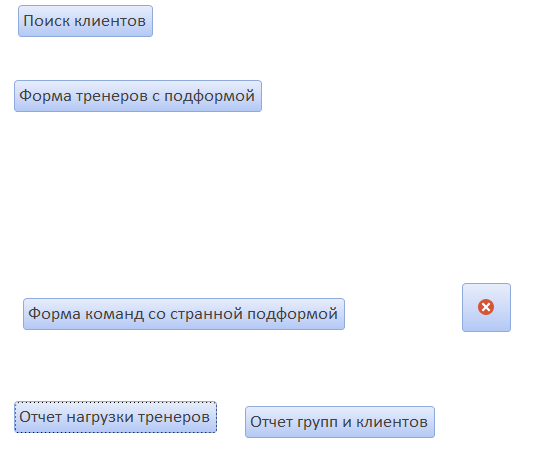 Поиск клиентов
Форма тренеров с подформой
Форма команд со странной подформой
Отчет нагрузки тренеров
Отчет групп и клиентов